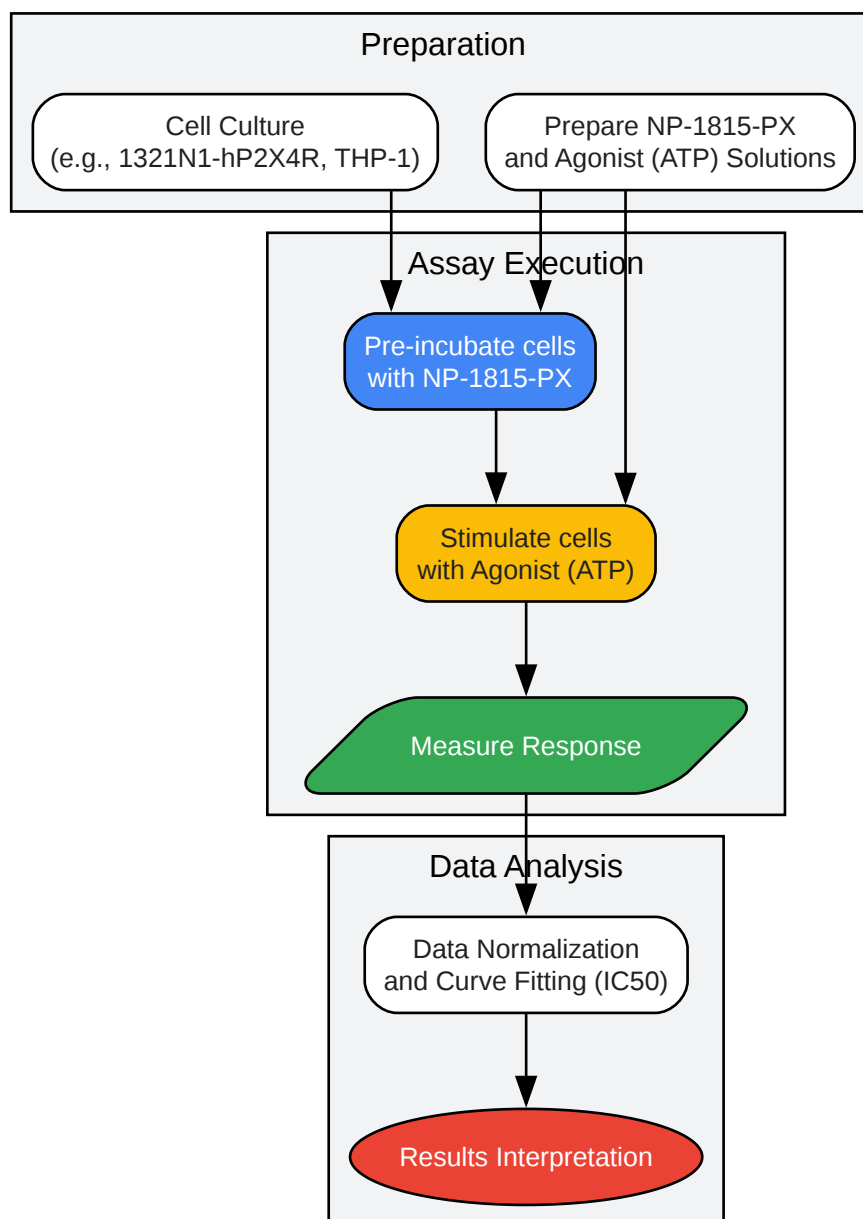 Preparation
Cell Culture
(e.g., 1321N1-hP2X4R, THP-1)
Prepare NP-1815-PX
and Agonist (ATP) Solutions
Assay Execution
Pre-incubate cells
with NP-1815-PX
Stimulate cells
with Agonist (ATP)
Measure Response
Data Analysis
Data Normalization
and Curve Fitting (IC50)
Results Interpretation